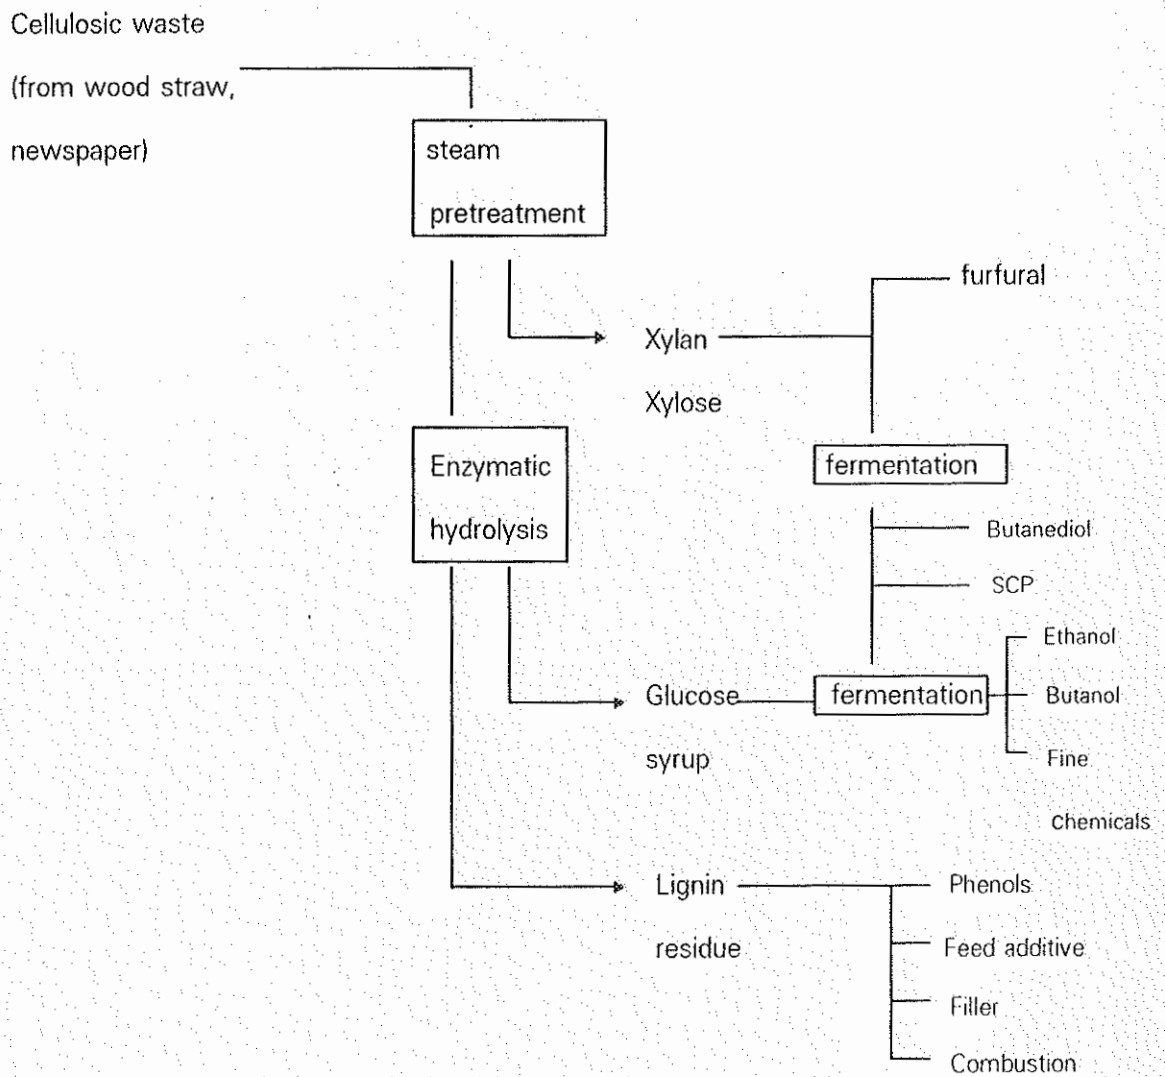 Cellulosic waste
(from wood straw,
newspaper)
steam
pretreatment
furfural
Xylan
Xylose
Enzymatic
hydrolysis
fermentation
Butanediol
SCP
Ethanol
Glucose
syrup
fermentation
Butanol
Fine
chemicals
Lignin
residue
Phenols
Feed additive
Filler
Combustion